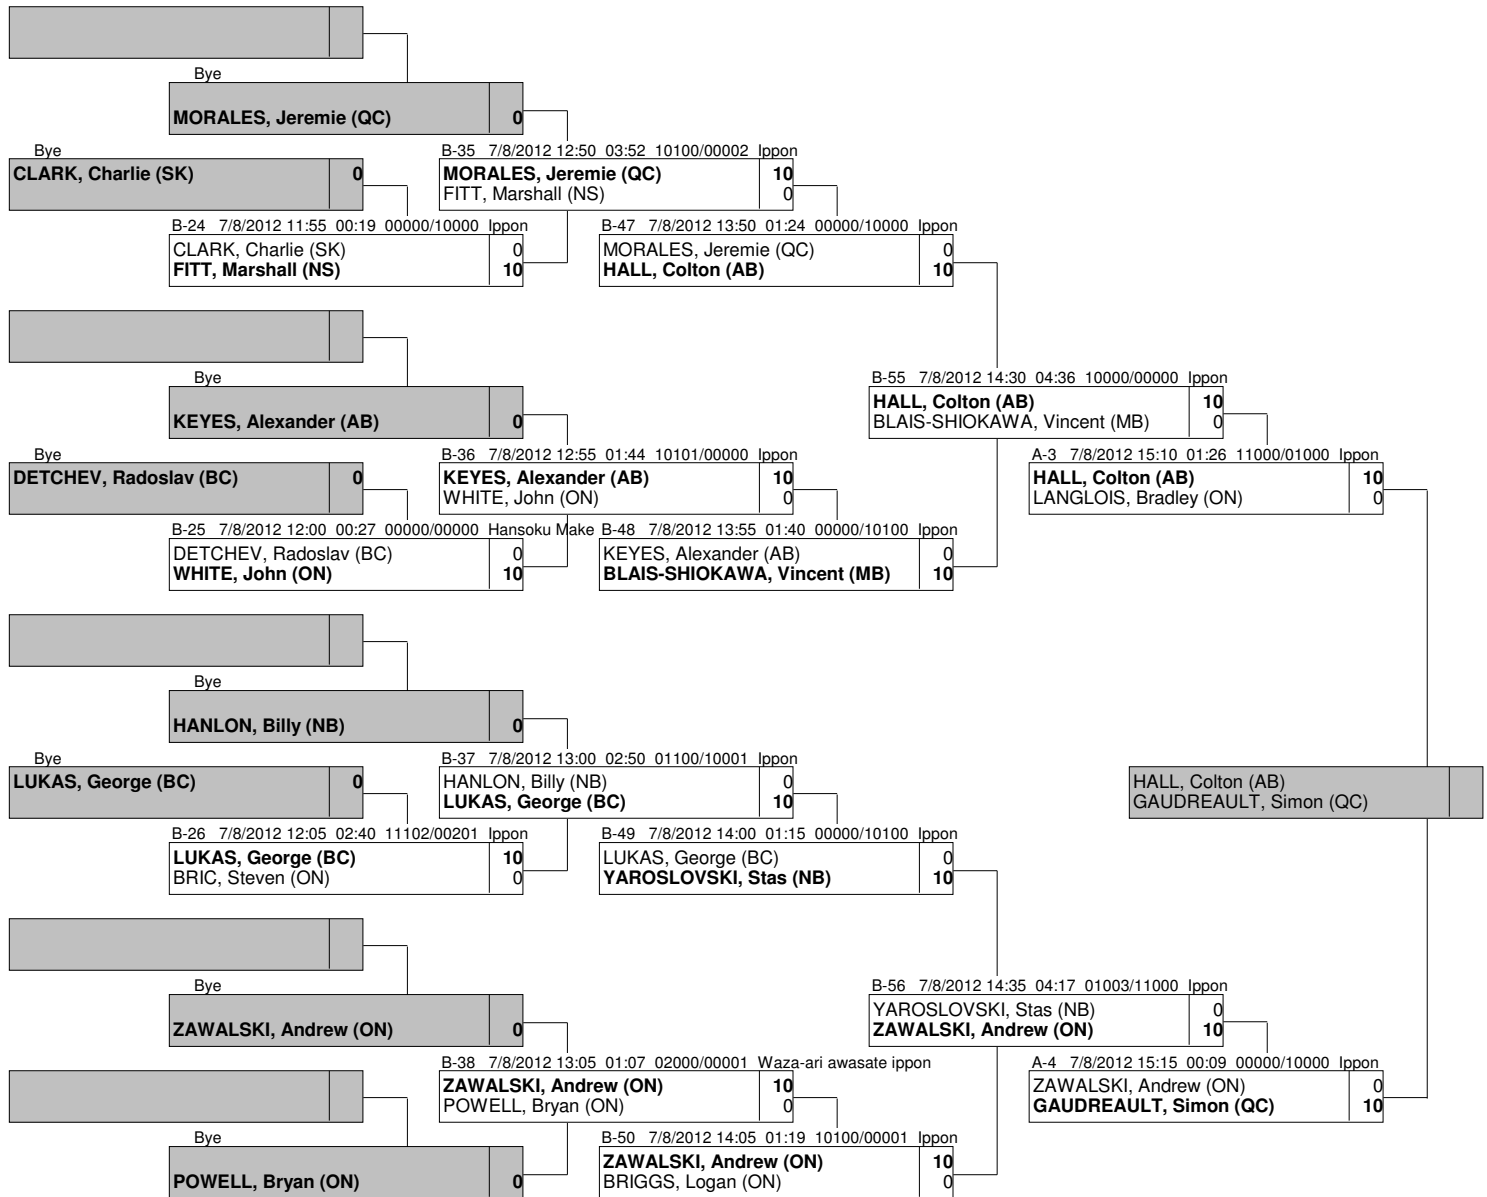 Bye
MORALES, Jeremie (QC) 0
Bye
CLARK, Charlie (SK) 0
B-35 7/8/2012 12:50 03:52 10100/00002 Ippon
MORALES, Jeremie (QC) 10
FITT, Marshall (NS) 0
B-24 7/8/2012 11:55 00:19 00000/10000 Ippon
CLARK, Charlie (SK) 0
FITT, Marshall (NS) 10
B-47 7/8/2012 13:50 01:24 00000/10000 Ippon
MORALES, Jeremie (QC) 0
HALL, Colton (AB) 10
Bye
KEYES, Alexander (AB) 0
B-55 7/8/2012 14:30 04:36 10000/00000 Ippon
HALL, Colton (AB) 10
BLAIS-SHIOKAWA, Vincent (MB) 0
Bye
DETCHEV, Radoslav (BC) 0
B-36 7/8/2012 12:55 01:44 10101/00000 Ippon
KEYES, Alexander (AB) 10
WHITE, John (ON) 0
A-3 7/8/2012 15:10 01:26 11000/01000 Ippon
HALL, Colton (AB) 10
LANGLOIS, Bradley (ON) 0
B-25 7/8/2012 12:00 00:27 00000/00000 Hansoku Make
DETCHEV, Radoslav (BC) 0
WHITE, John (ON) 10
B-48 7/8/2012 13:55 01:40 00000/10100 Ippon
KEYES, Alexander (AB) 0
BLAIS-SHIOKAWA, Vincent (MB) 10
Bye
HANLON, Billy (NB) 0
Bye
LUKAS, George (BC) 0
B-37 7/8/2012 13:00 02:50 01100/10001 Ippon
HANLON, Billy (NB) 0
LUKAS, George (BC) 10
HALL, Colton (AB)
GAUDREAULT, Simon (QC)
B-26 7/8/2012 12:05 02:40 11102/00201 Ippon
LUKAS, George (BC) 10
BRIC, Steven (ON) 0
B-49 7/8/2012 14:00 01:15 00000/10100 Ippon
LUKAS, George (BC) 0
YAROSLOVSKI, Stas (NB) 10
Bye
ZAWALSKI, Andrew (ON) 0
B-56 7/8/2012 14:35 04:17 01003/11000 Ippon
YAROSLOVSKI, Stas (NB) 0
ZAWALSKI, Andrew (ON) 10
B-38 7/8/2012 13:05 01:07 02000/00001 Waza-ari awasate ippon
ZAWALSKI, Andrew (ON) 10
POWELL, Bryan (ON) 0
A-4 7/8/2012 15:15 00:09 00000/10000 Ippon
ZAWALSKI, Andrew (ON) 0
GAUDREAULT, Simon (QC) 10
Bye
POWELL, Bryan (ON) 0
B-50 7/8/2012 14:05 01:19 10100/00001 Ippon
ZAWALSKI, Andrew (ON) 10
BRIGGS, Logan (ON) 0